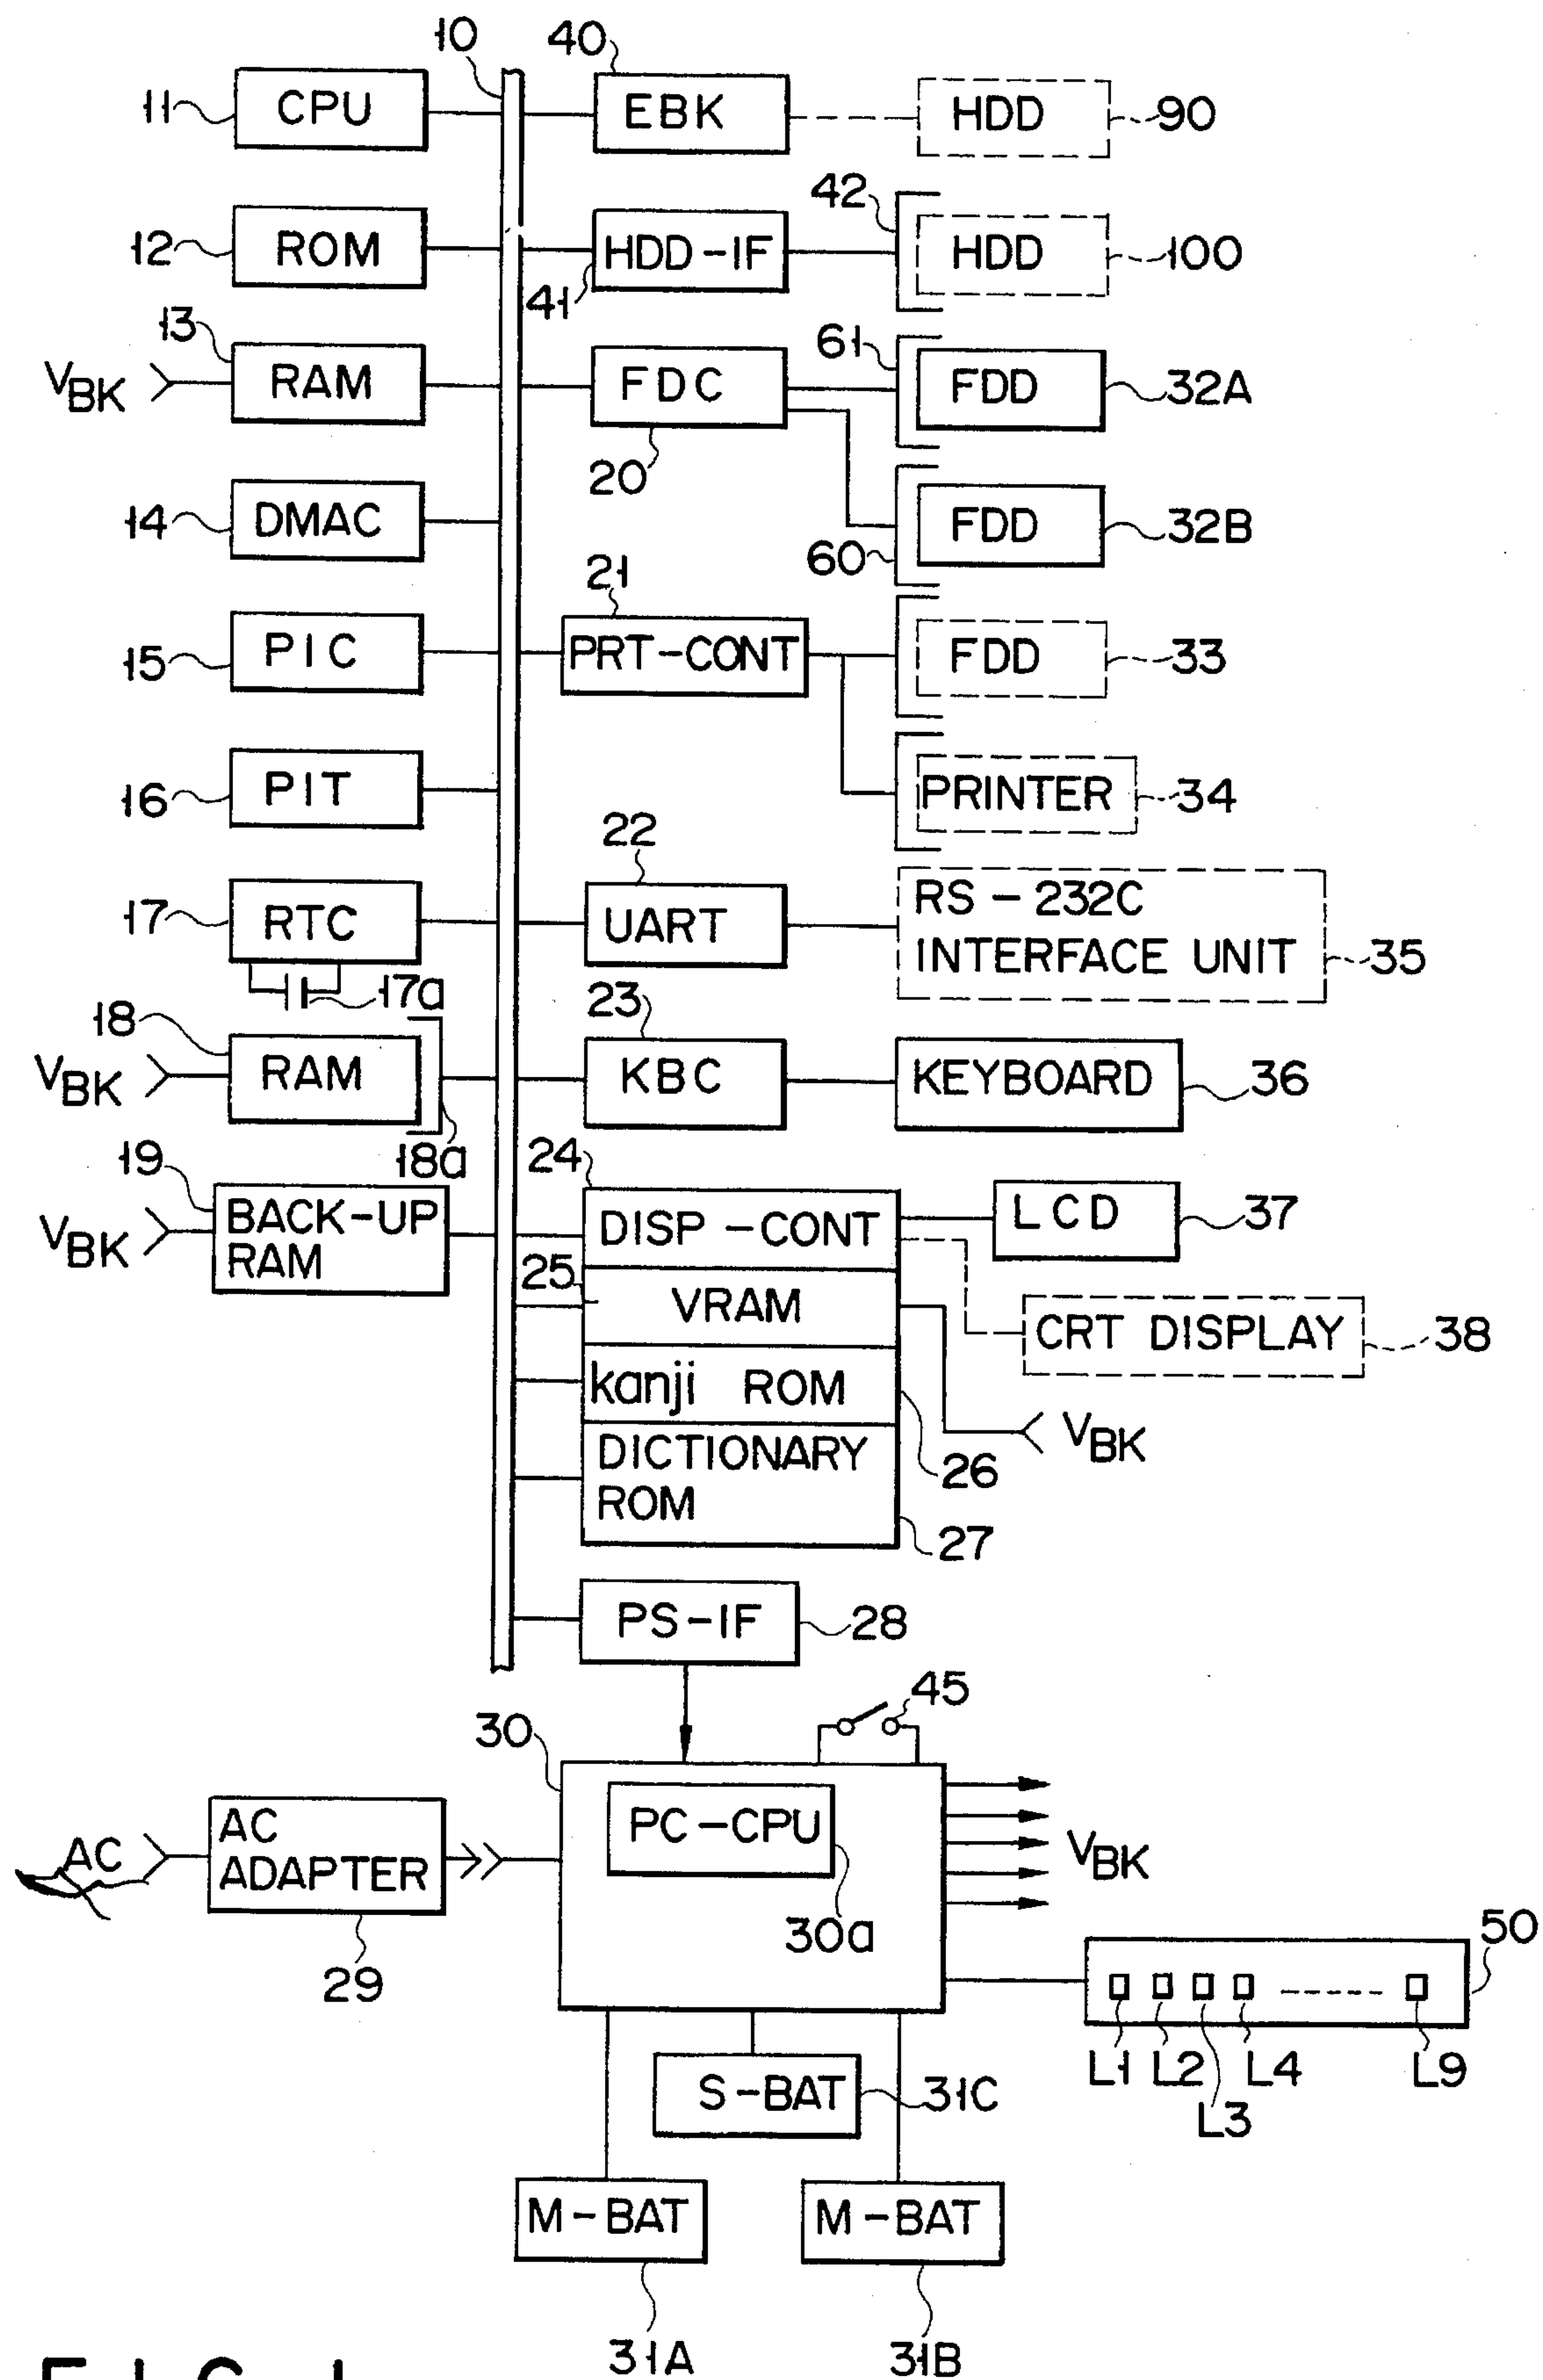 10
40
11
CPU
EBK
HDD
90
12
ROM
HDD-IF
41
42
HDD
100
13
VBK
RAM
FDC
20
61
FDD
32A
14
DMAC
60
FDD
32B
21
15
PIC
PRT-CONT
FDD
33
16
PIT
PRINTER
34
22
17
RTC
17a
UART
RS-232C
INTERFACE UNIT
35
18
VBK
RAM
18a
23
KBC
KEYBOARD
36
19
VBK
BACK-UP
RAM
24
DISP-CONT
LCD
37
25
VRAM
CRT DISPLAY
38
kanji ROM
26
VBK
DICTIONARY
ROM
27
PS-IF
28
45
30
PC-CPU
30a
VBK
AC
AC
ADAPTER
29
50
L1
L2
L3
L4
L9
S-BAT
31C
M-BAT
M-BAT
31A
31B
FIG. 1